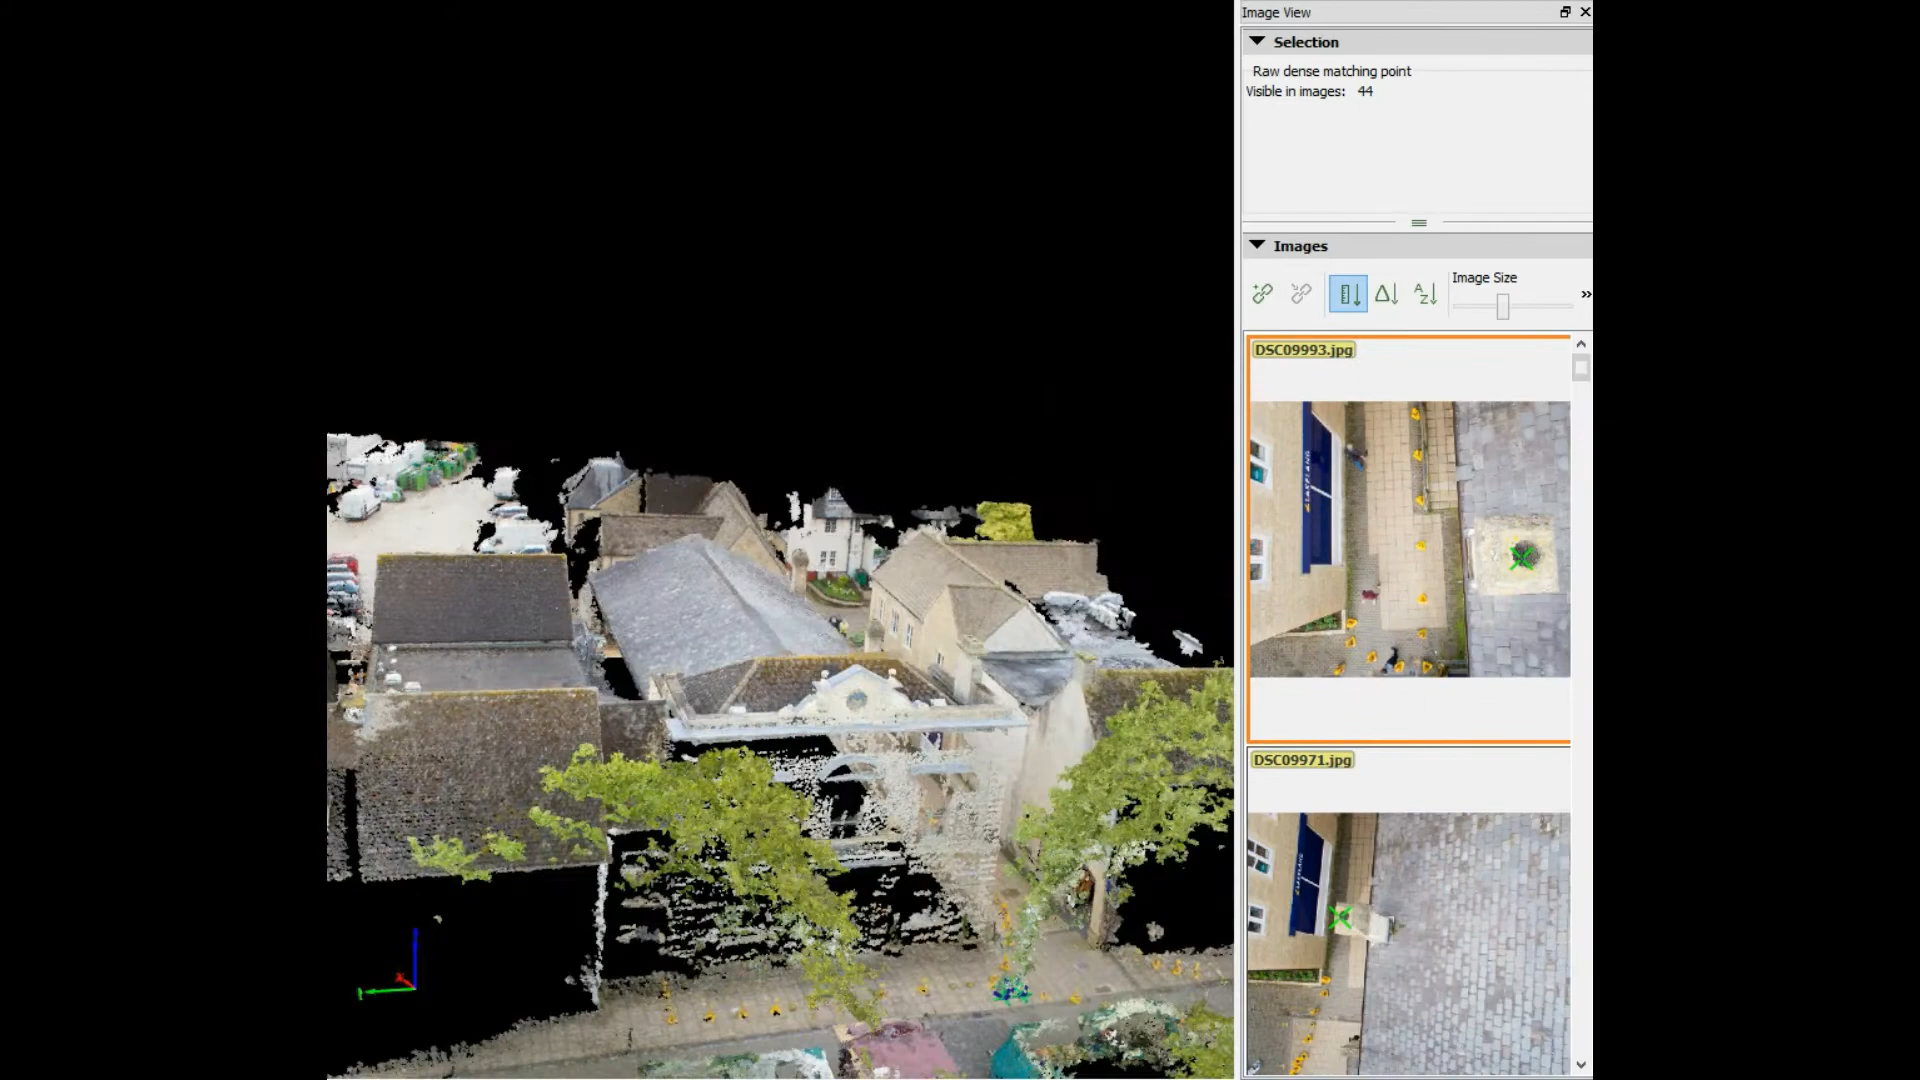 Image View
Selection
Raw dense matching point
Visible in images: 44
Images
Image Size
DSC09993.jpg
DSC09971.jpg